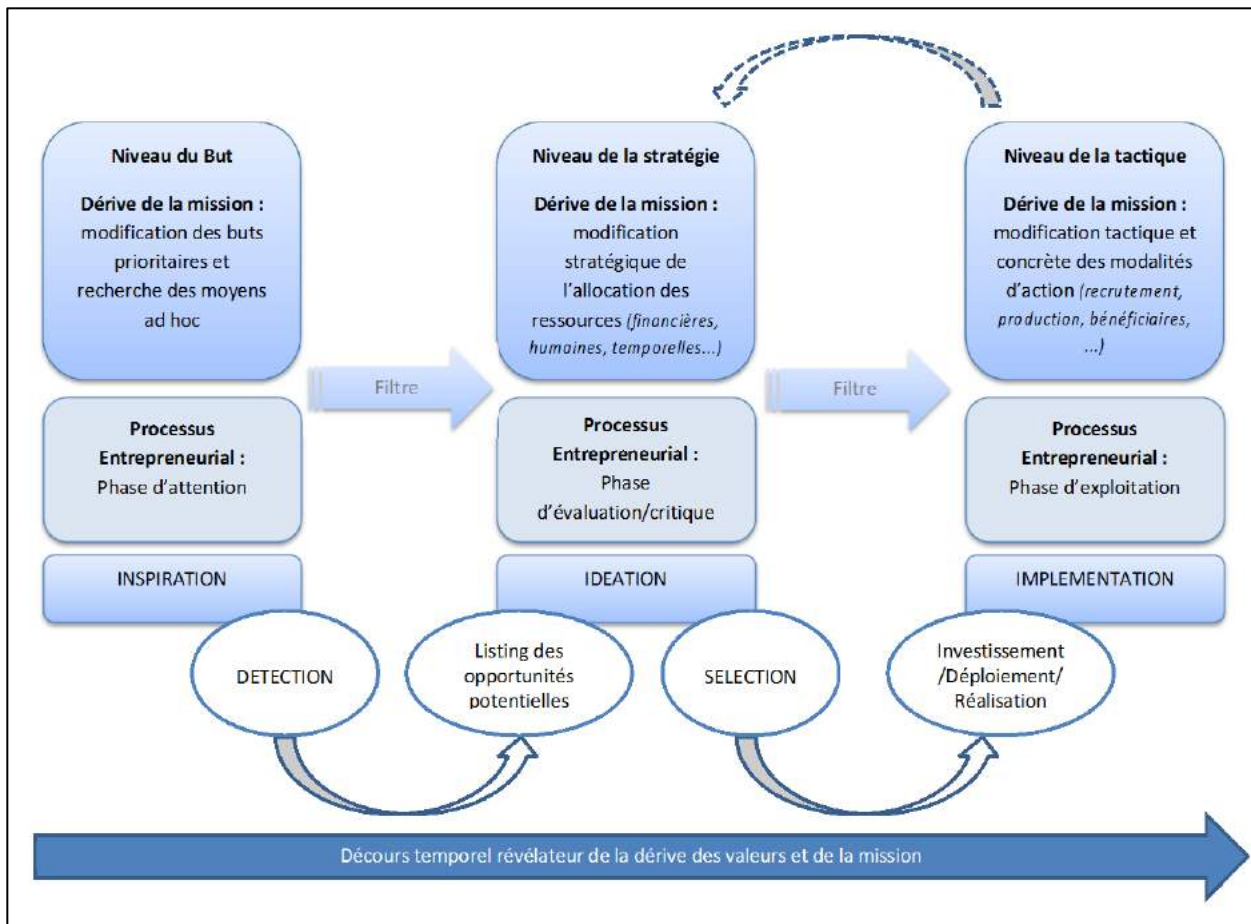 Niveau du But
Dérive de la mission :
modification des buts
prioritaires et
recherche des moyens
ad hoc
Filtre
Niveau de la stratégie
Dérive de la mission :
modification
stratégique de
l'allocation des
ressources (financières,
humaines, temporelles...)
Filtre
Niveau de la tactique
Dérive de la mission :
modification tactique et
concrète des modalités
d'action (recrutement,
production, bénéficiaires,
...)
Processus
Entrepreneurial :
Phase d'attention
Processus
Entrepreneurial :
Phase
d'évaluation/critique
Processus
Entrepreneurial :
Phase d'exploitation
INSPIRATION
IDEATION
IMPLEMENTATION
DETECTION
Listing des
opportunités
potentielles
SELECTION
Investissement
/Déploiement/
Réalisation
Décours temporel révélateur de la dérive des valeurs et de la mission